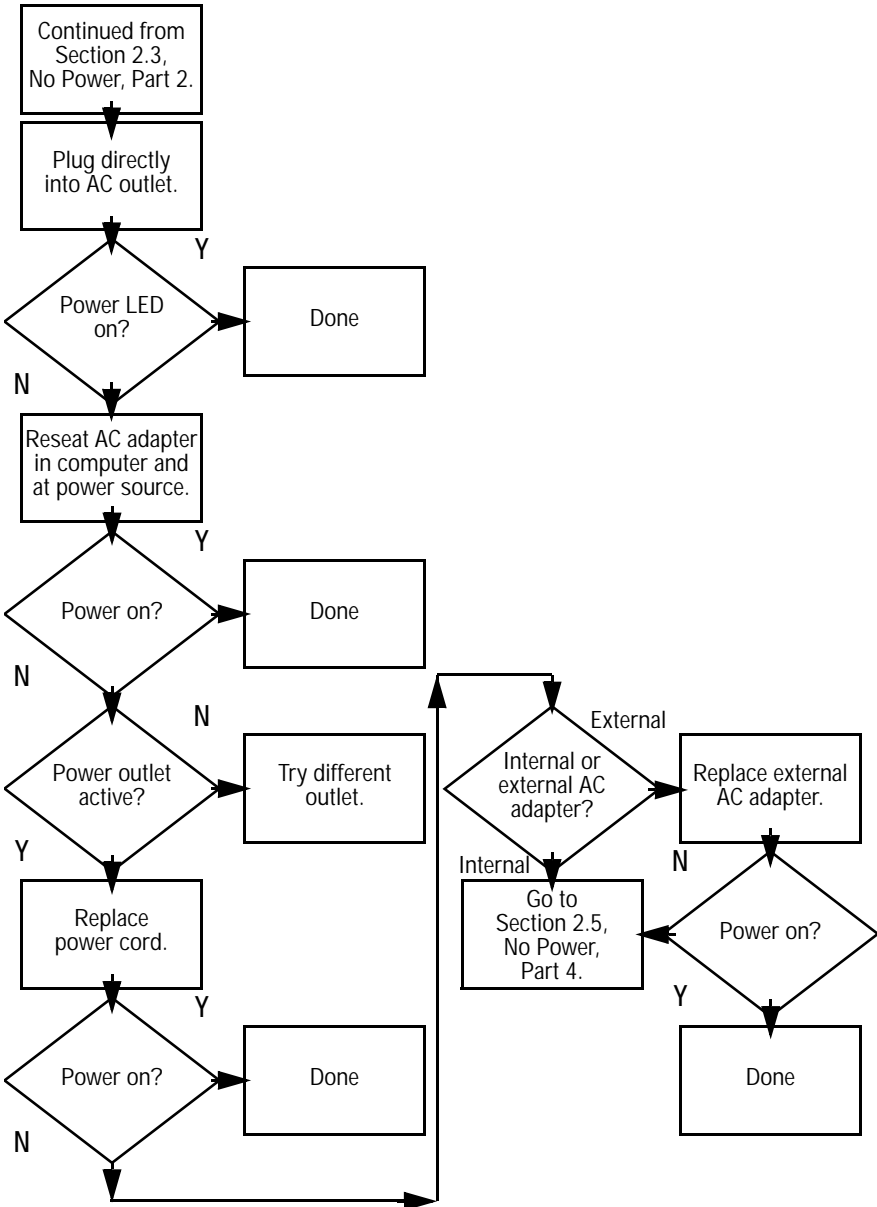 Continued from
Section 2.3,
No Power, Part 2.
Plug directly
into AC outlet.
Y
Power LED
on?
Done
N
Reseat AC adapter
in computer and
at power source.
Y
Power on?
Done
N
N
Power outlet
active?
Try different
outlet.
Y
Replace
power cord.
Y
Power on?
Done
N
External
Internal or
external AC
adapter?
Replace external
AC adapter.
Internal
N
Go to
Section 2.5,
No Power,
Part 4.
Power on?
Y
Done